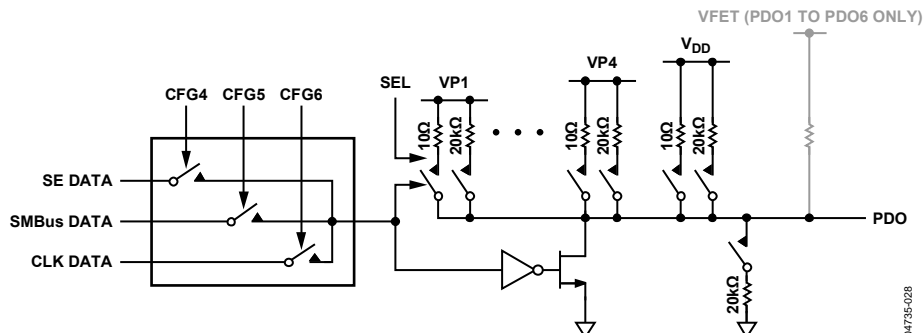 VFET (PDO1 TO PDO6 ONLY)
VDD
VP4
CFG4 CFG5 CFG6
SEL
VP1
10Ω
20kΩ
10Ω
20kΩ
10Ω
20kΩ
SE DATA
SMBus DATA
CLK DATA
PDO
20kΩ
04735-028